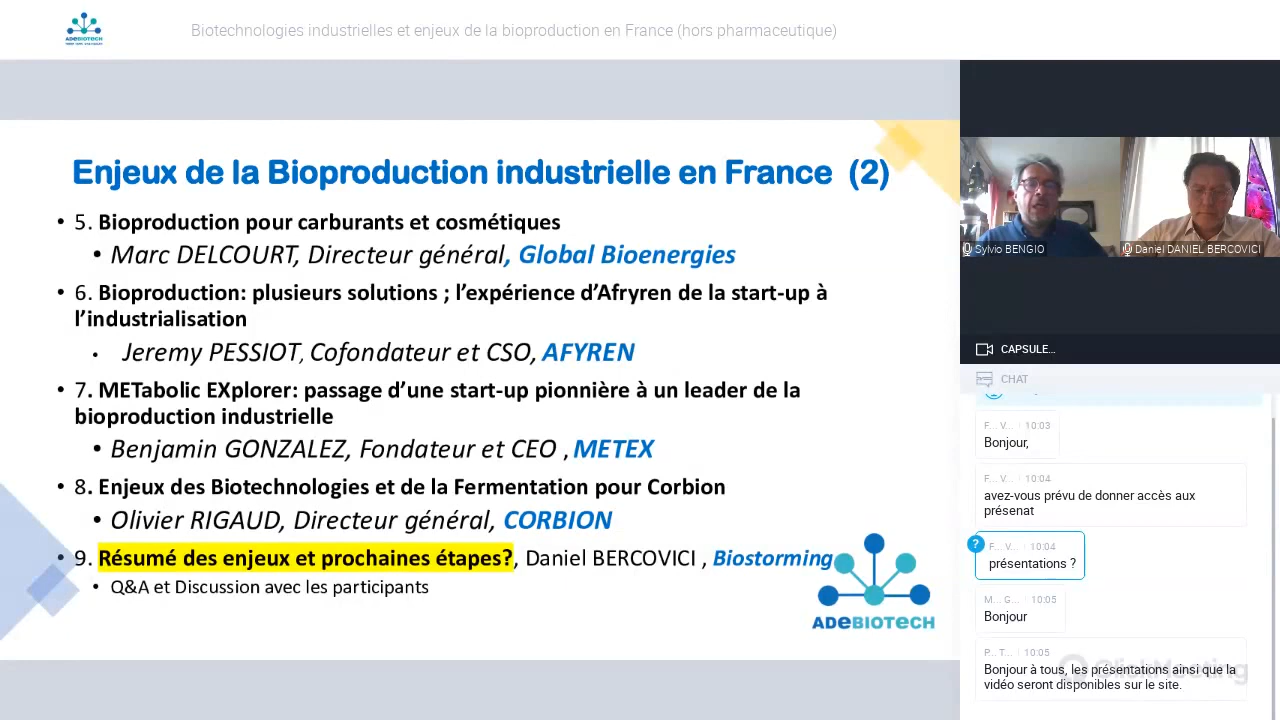 ADEBIOTECH
Biotechnologies industrielles et enjeux de la bioproduction en France (hors pharmaceutique)
Enjeux de la Bioproduction industrielle en France (2)
• 5. Bioproduction pour carburants et cosmétiques
• Marc DELCOURT, Directeur général, Global Bioenergies
• 6. Bioproduction: plusieurs solutions ; l’expérience d’Afryren de la start-up à
l’industrialisation
• Jeremy PESSIOT, Cofondateur et CSO, AFYREN
• 7. METabolic EXplorer: passage d’une start-up pionnière à un leader de la
bioproduction industrielle
• Benjamin GONZALEZ, Fondateur et CEO , METEX
• 8. Enjeux des Biotechnologies et de la Fermentation pour Corbion
• Olivier RIGAUD, Directeur général, CORBION
• 9. Résumé des enjeux et prochaines étapes?, Daniel BERCOVICI , Biostorming
• Q&A et Discussion avec les participants
ADEBIOTECH
Sylvio BENGIO
Daniel DANIEL BERCOVICI
CAPSULE...
CHAT
F... V... 10:03
Bonjour,
F... V... 10:04
avez-vous prévu de donner accès aux
présenat
?
F... V... 10:04
présentations ?
M... G... 10:05
Bonjour
P... T... 10:05
Bonjour à tous, les présentations ainsi que la
vidéo seront disponibles sur le site.
ClickMeeting